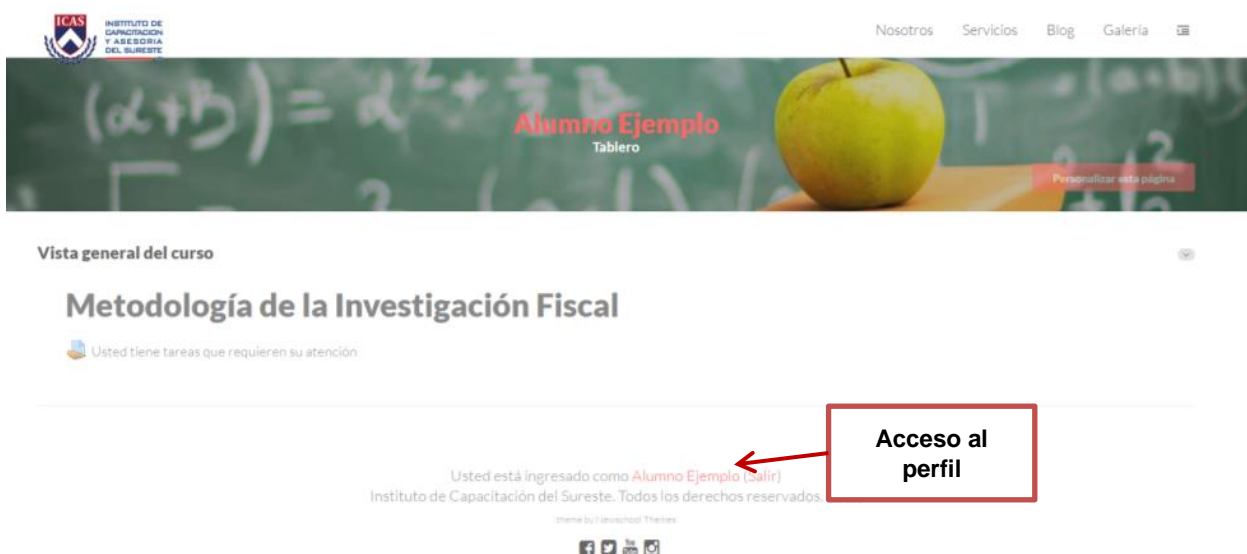 ICAS
INSTITUTO DE
CAPACITACION
Y ASESORIA
DEL SURESTE
Nosotros Servicios Blog Galería
Alumno Ejemplo
Tablero
Personalizar esta página
Vista general del curso
Metodología de la Investigación Fiscal
Usted tiene tareas que requieren su atención
Acceso al
perfil
Usted está ingresado como Alumno Ejemplo (Salir)
Instituto de Capacitación del Sureste. Todos los derechos reservados.
theme by Newschool Themes